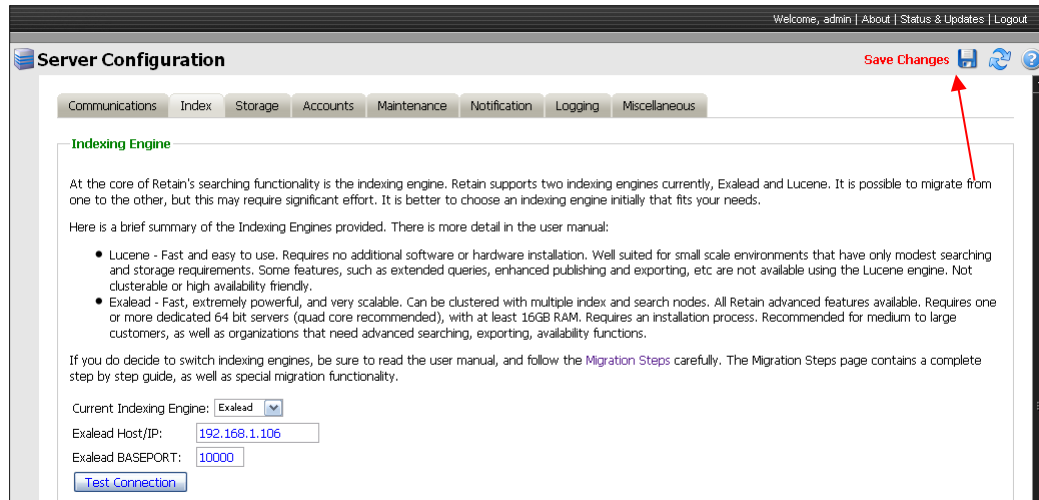 Welcome, admin | About | Status & Updates | Logout
Server Configuration
Save Changes
Communications Index Storage Accounts Maintenance Notification Logging Miscellaneous
Indexing Engine
At the core of Retain's searching functionality is the indexing engine. Retain supports two indexing engines currently, Exalead and Lucene. It is possible to migrate from
one to the other, but this may require significant effort. It is better to choose an indexing engine initially that fits your needs.
Here is a brief summary of the Indexing Engines provided. There is more detail in the user manual:
• Lucene - Fast and easy to use. Requires no additional software or hardware installation. Well suited for small scale environments that have only modest searching
and storage requirements. Some features, such as extended queries, enhanced publishing and exporting, etc are not available using the Lucene engine. Not
clusterable or high availability friendly.
• Exalead - Fast, extremely powerful, and very scalable. Can be clustered with multiple index and search nodes. All Retain advanced features available. Requires one
or more dedicated 64 bit servers (quad core recommended), with at least 16GB RAM. Requires an installation process. Recommended for medium to large
customers, as well as organizations that need advanced searching, exporting, availability functions.
If you do decide to switch indexing engines, be sure to read the user manual, and follow the Migration Steps carefully. The Migration Steps page contains a complete
step by step guide, as well as special migration functionality.
Current Indexing Engine: Exalead
Exalead Host/IP: 192.168.1.106
Exalead BASEPORT: 10000
Test Connection